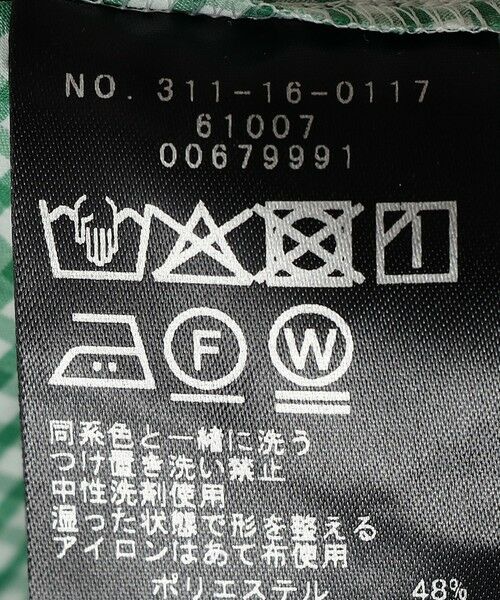 NO. 311-16-0117
61007
00679991
F W
同系色と一緒に洗う
つけ置き洗い禁止
中性洗剤使用
湿った状態で形を整える
アイロンはあて布使用
ポリエステル 48%